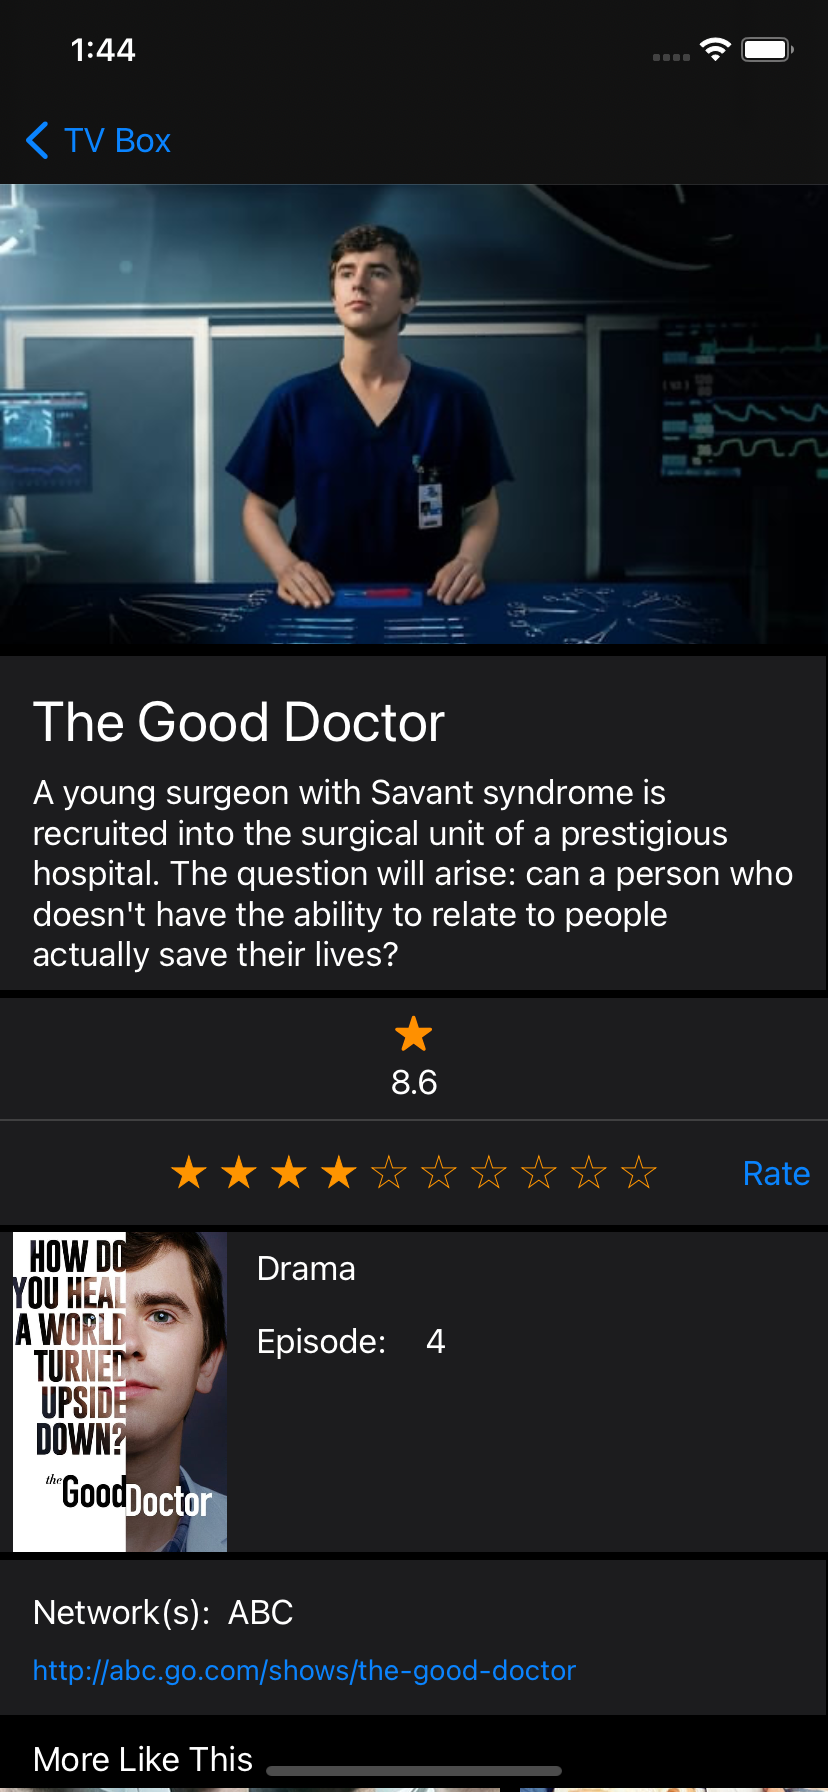 1:44
TV Box
The Good Doctor
A young surgeon with Savant syndrome is
recruited into the surgical unit of a prestigious
hospital. The question will arise: can a person who
doesn't have the ability to relate to people
actually save their lives?
8.6
Rate
HOW DO
YOU HEAL
A WORLD
TURNED
UPSIDE
DOWN?
the Good Doctor
Drama
Episode: 4
Network(s): ABC
http://abc.go.com/shows/the-good-doctor
More Like This